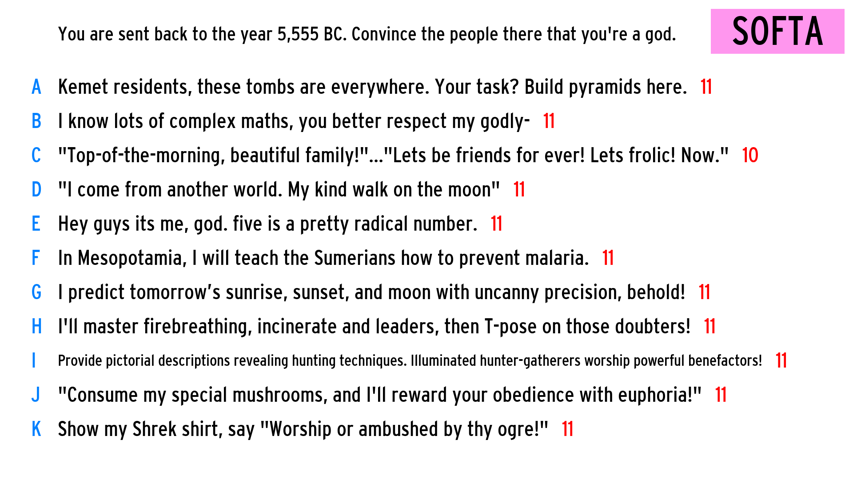 You are sent back to the year 5,555 BC. Convince the people there that you're a god.
SOFTA
A Kemet residents, these tombs are everywhere. Your task? Build pyramids here. 11
B I know lots of complex maths, you better respect my godly- 11
C "Top-of-the-morning, beautiful family!"..."Lets be friends for ever! Lets frolic! Now." 10
D "I come from another world. My kind walk on the moon" 11
E Hey guys its me, god. five is a pretty radical number. 11
F In Mesopotamia, I will teach the Sumerians how to prevent malaria. 11
G I predict tomorrow’s sunrise, sunset, and moon with uncanny precision, behold! 11
H I'll master firebreathing, incinerate and leaders, then T-pose on those doubters! 11
I Provide pictorial descriptions revealing hunting techniques. Illuminated hunter-gatherers worship powerful benefactors! 11
J "Consume my special mushrooms, and I'll reward your obedience with euphoria!" 11
K Show my Shrek shirt, say "Worship or ambushed by thy ogre!" 11